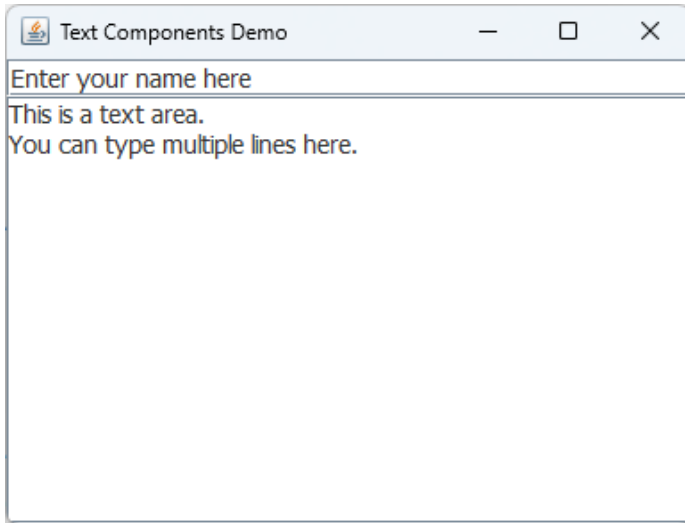 Text Components Demo
Enter your name here
This is a text area.
You can type multiple lines here.